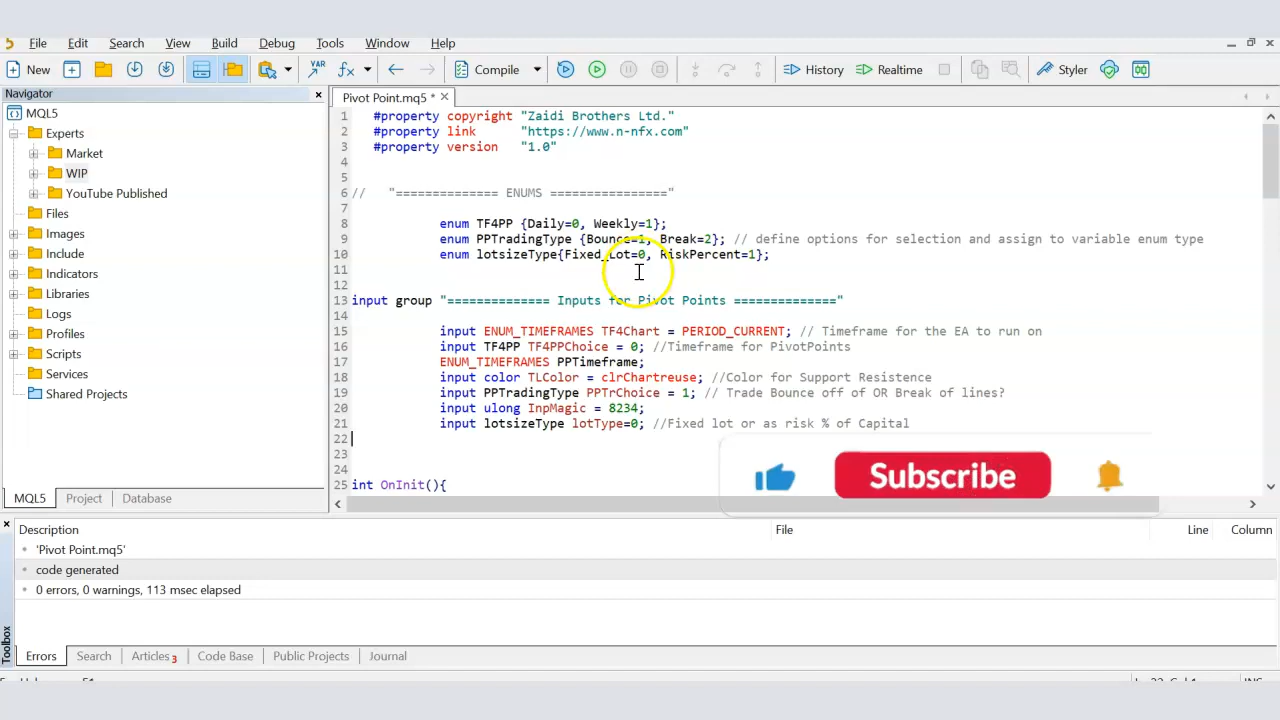 File Edit Search View Build Debug Tools Window Help
New Compile History Realtime Styler
Navigator
Pivot Point.mq5 *
MQL5
Experts
Market
WIP
YouTube Published
Files
Images
Include
Indicators
Libraries
Logs
Profiles
Scripts
Services
Shared Projects
MQL5 Project Database
1 #property copyright "Zaidi Brothers Ltd."
2 #property link "https://www.n-nfx.com"
3 #property version "1.0"
4
5
6 // "============== ENUMS ================"
7
8 enum TF4PP {Daily=0, Weekly=1};
9 enum PPTradingType {Bounce=1, Break=2}; // define options for selection and assign to variable enum type
10 enum lotsizeType{Fixed_Lot=0, RiskPercent=1};
11
12
13 input group "============== Inputs for Pivot Points =============="
14
15 input ENUM_TIMEFRAMES TF4Chart = PERIOD_CURRENT; // Timeframe for the EA to run on
16 input TF4PP TF4PPChoice = 0; //Timeframe for PivotPoints
17 ENUM_TIMEFRAMES PPTimeframe;
18 input color TLColor = clrChartreuse; //Color for Support Resistence
19 input PPTradingType PPTrChoice = 1; // Trade Bounce off of OR Break of lines?
20 input ulong InpMagic = 8234;
21 input lotsizeType lotType=0; //Fixed lot or as risk % of Capital
22
23
24
25 int OnInit(){
Subscribe
Description File Line Column
'Pivot Point.mq5'
code generated
0 errors, 0 warnings, 113 msec elapsed
Toolbox
Errors Search Articles 3 Code Base Public Projects Journal